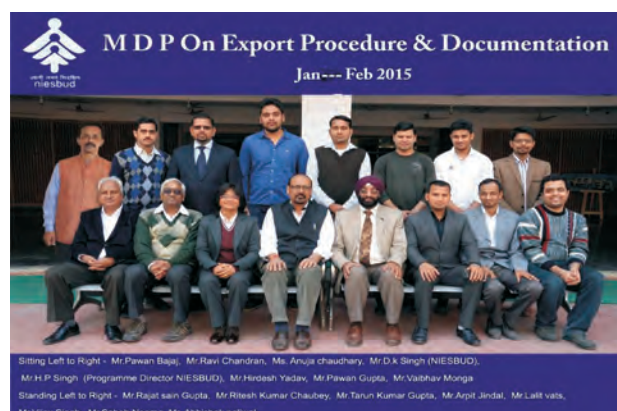 M D P On Export Procedure & Documentation
Jan--- Feb 2015
niesbud
Sitting Left to Right - Mr.Pawan Bajaj, Mr.Ravi Chandran, Ms. Anuja chaudhary, Mr.D.k Singh (NIESBUD),
Mr.H.P Singh (Programme Director NIESBUD), Mr.Hirdesh Yadav, Mr.Pawan Gupta, Mr.Vaibhav Monga
Standing Left to Right - Mr.Rajat sain Gupta, Mr.Ritesh Kumar Chaubey, Mr.Tarun Kumar Gupta, Mr.Arpit Jindal, Mr.Lalit vats,